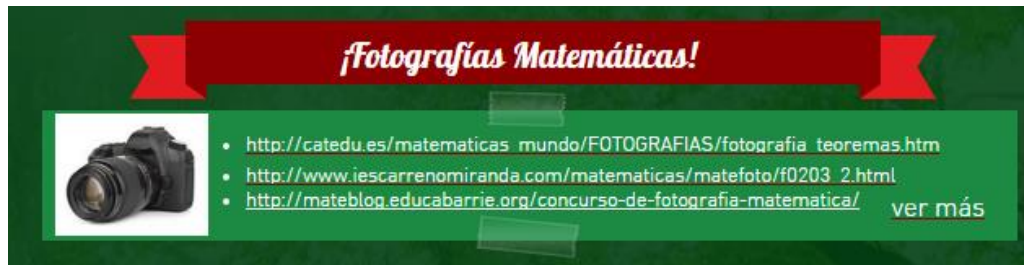 ¡Fotografías Matemáticas!
http://catedu.es/matematicas_mundo/FOTOGRAFIAS/fotografia_teoremas.htm
http://www.iescarrenomiranda.com/matematicas/matefoto/f0203_2.html
http://mateblog.educabarrie.org/concurso-de-fotografia-matematica/
ver más